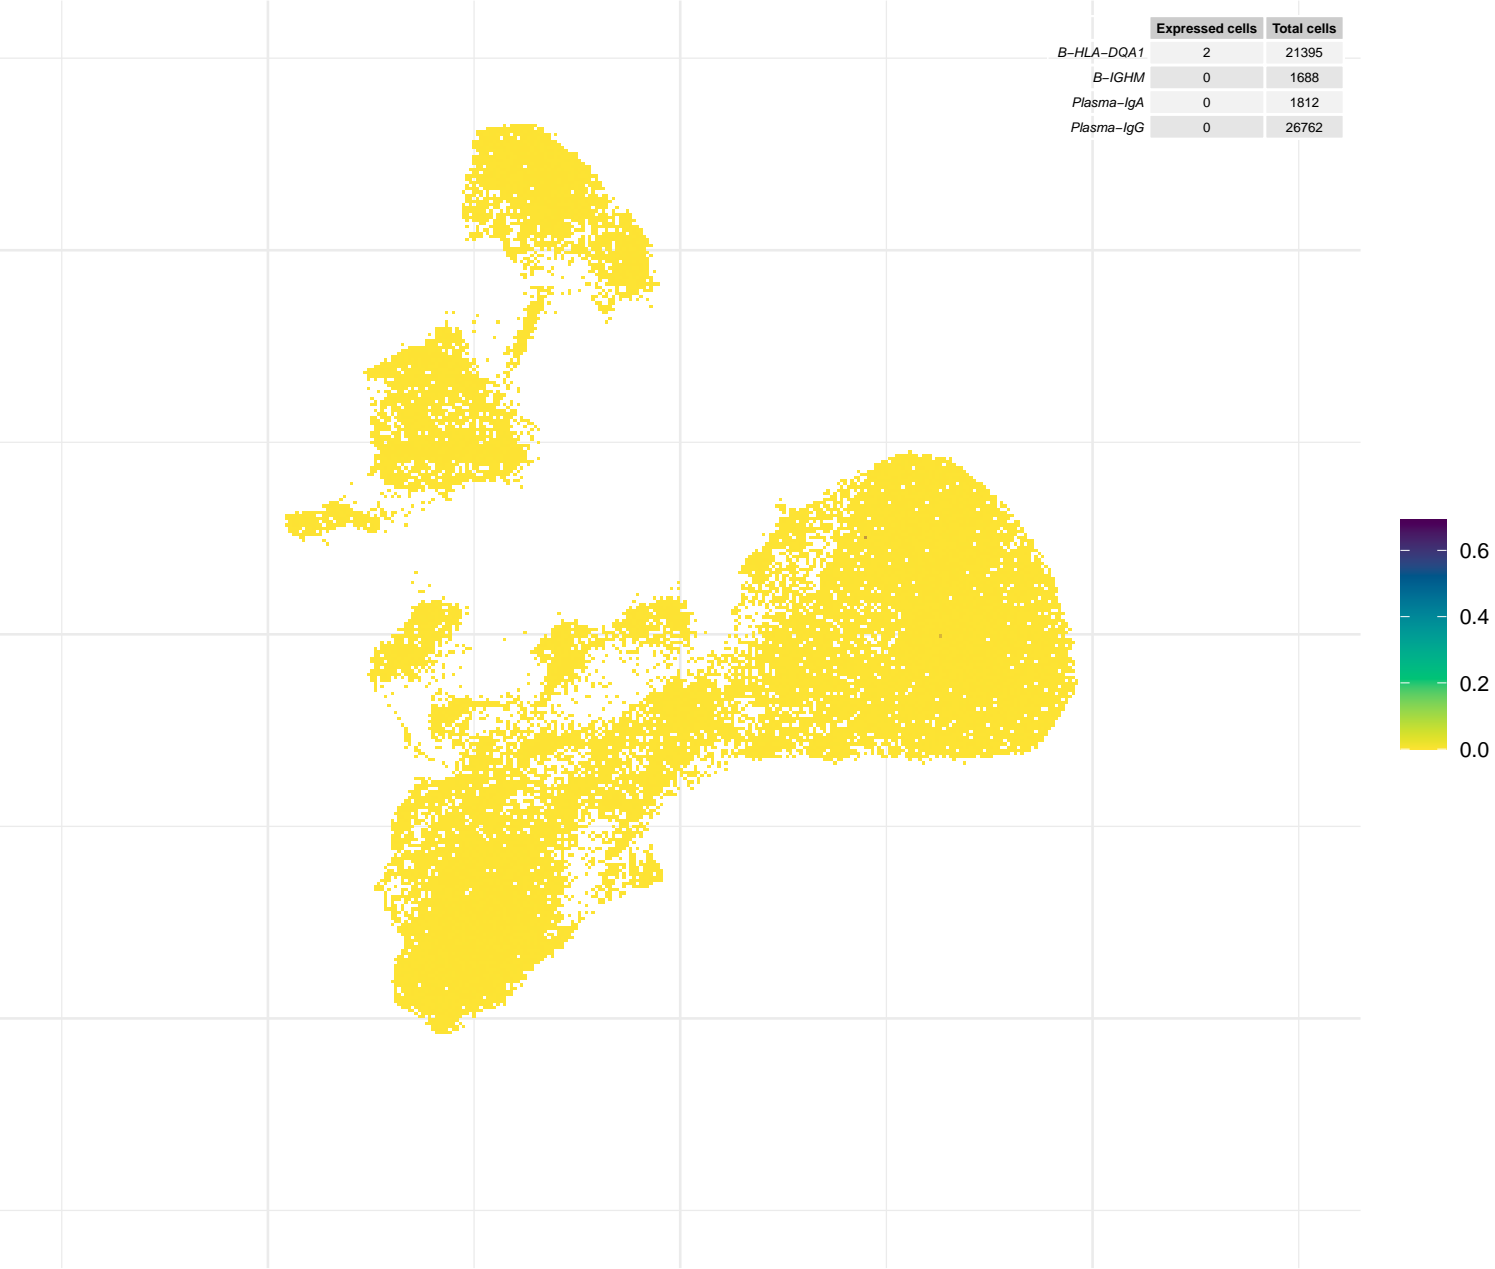 Expressed cells Total cells
B−HLA−DQA1 2 21395
B−IGHM 0 1688
Plasma−IgA 0 1812
Plasma−IgG 0 26762
0.6
0.4
0.2
0.0